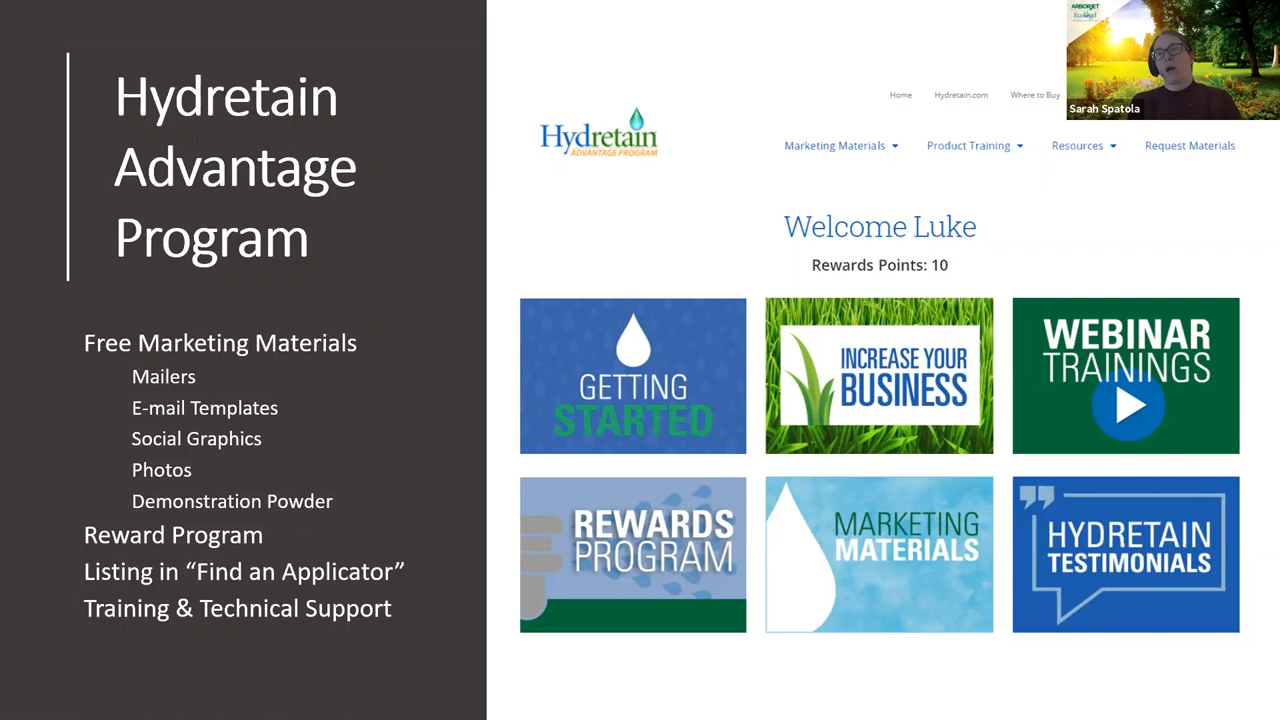 Hydretain
Advantage
Program
Free Marketing Materials
Mailers
E-mail Templates
Social Graphics
Photos
Demonstration Powder
Reward Program
Listing in “Find an Applicator”
Training & Technical Support
ARBORJET
Ecologel
Sarah Spatola
Home Hydretain.com Where to Buy
Hydretain
ADVANTAGE PROGRAM
Marketing Materials Product Training Resources Request Materials
Welcome Luke
Rewards Points: 10
GETTING
STARTED
INCREASE YOUR
BUSINESS
WEBINAR
TRAININGS
REWARDS
PROGRAM
MARKETING
MATERIALS
HYDRETAIN
TESTIMONIALS